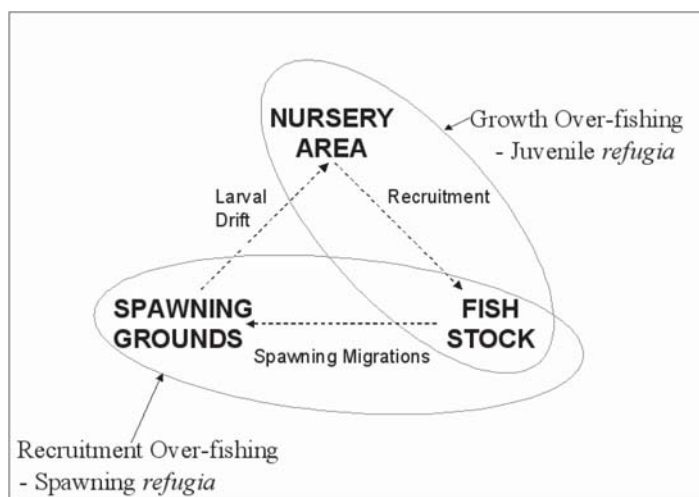 NURSERY
AREA
Growth Over-fishing
- Juvenile refugia
Larval
Drift
Recruitment
SPAWNING
GROUNDS
FISH
STOCK
Spawning Migrations
Recruitment Over-fishing
- Spawning refugia